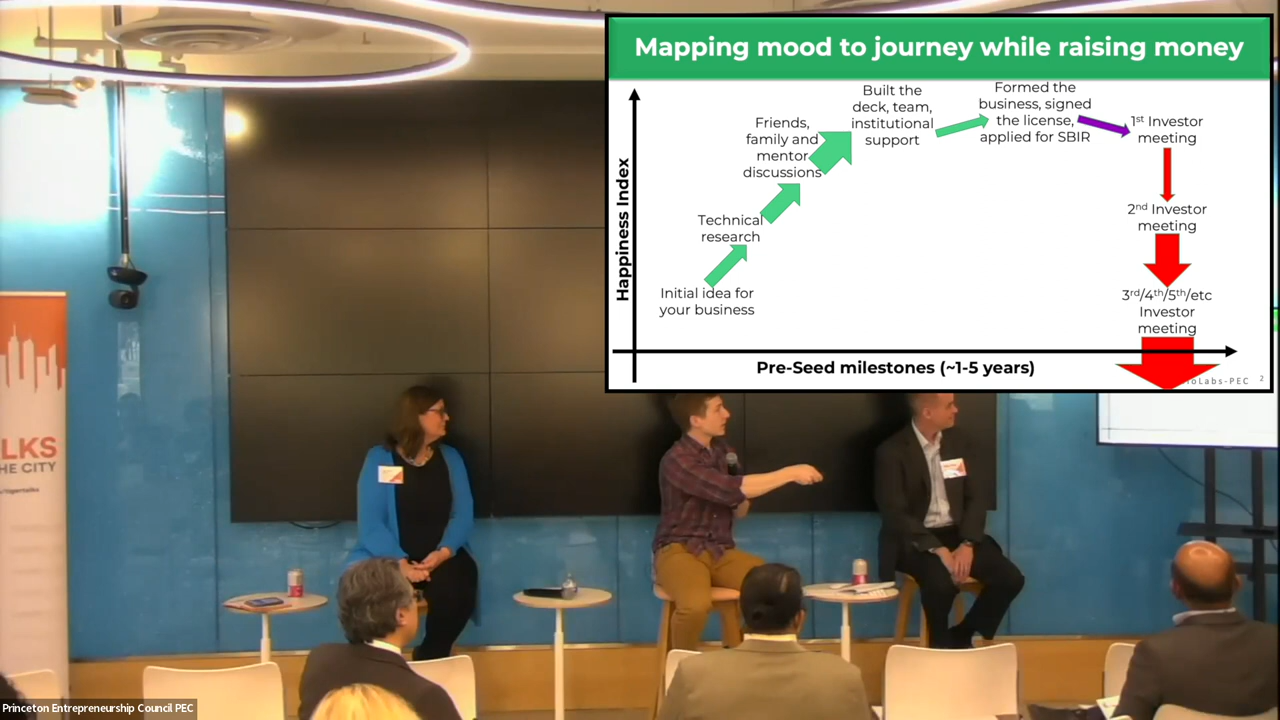 Mapping mood to journey while raising money
Happiness Index
Initial idea for
your business
Technical
research
Friends,
family and
mentor
discussions
Built the
deck, team,
institutional
support
Formed the
business, signed
the license,
applied for SBIR
1st Investor
meeting
2nd Investor
meeting
3rd/4th/5th/etc
Investor
meeting
Pre-Seed milestones (~1-5 years)
oLabs-PEC 2
LKS
HE CITY
Princeton Entrepreneurship Council PEC